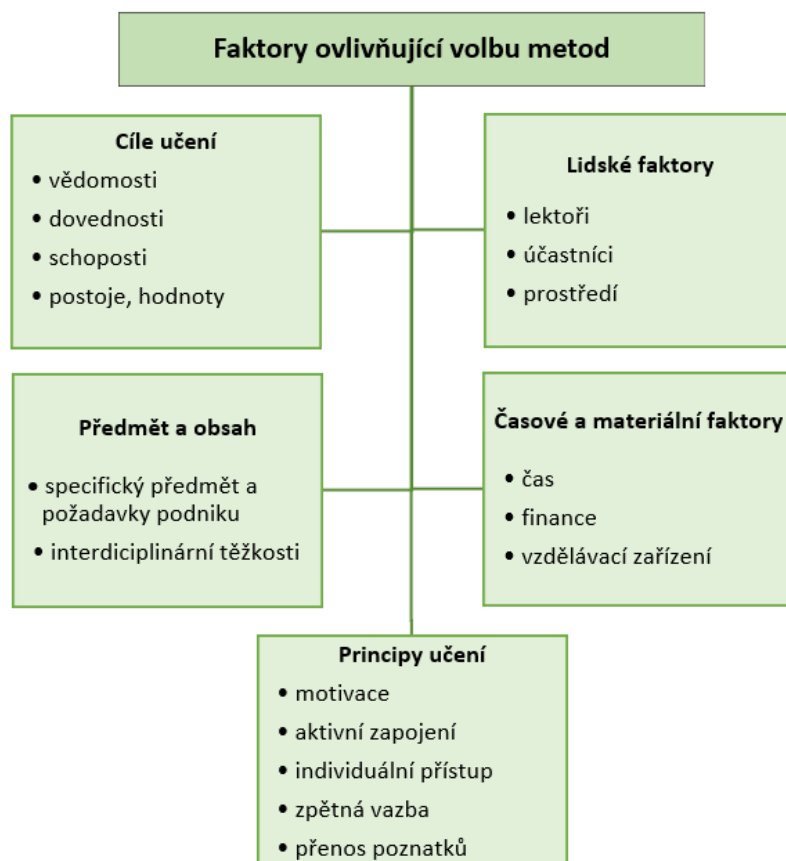 Faktory ovlivňující volbu metod
Cíle učení
• vědomosti
• dovednosti
• schoposti
• postoje, hodnoty
Lidské faktory
• lektoři
• účastníci
• prostředí
Předmět a obsah
• specifický předmět a
požadavky podniku
• interdiciplinární těžkosti
Časové a materiální faktory
• čas
• finance
• vzdělávací zařízení
Principy učení
• motivace
• aktivní zapojení
• individuální přístup
• zpětná vazba
• přenos poznatků